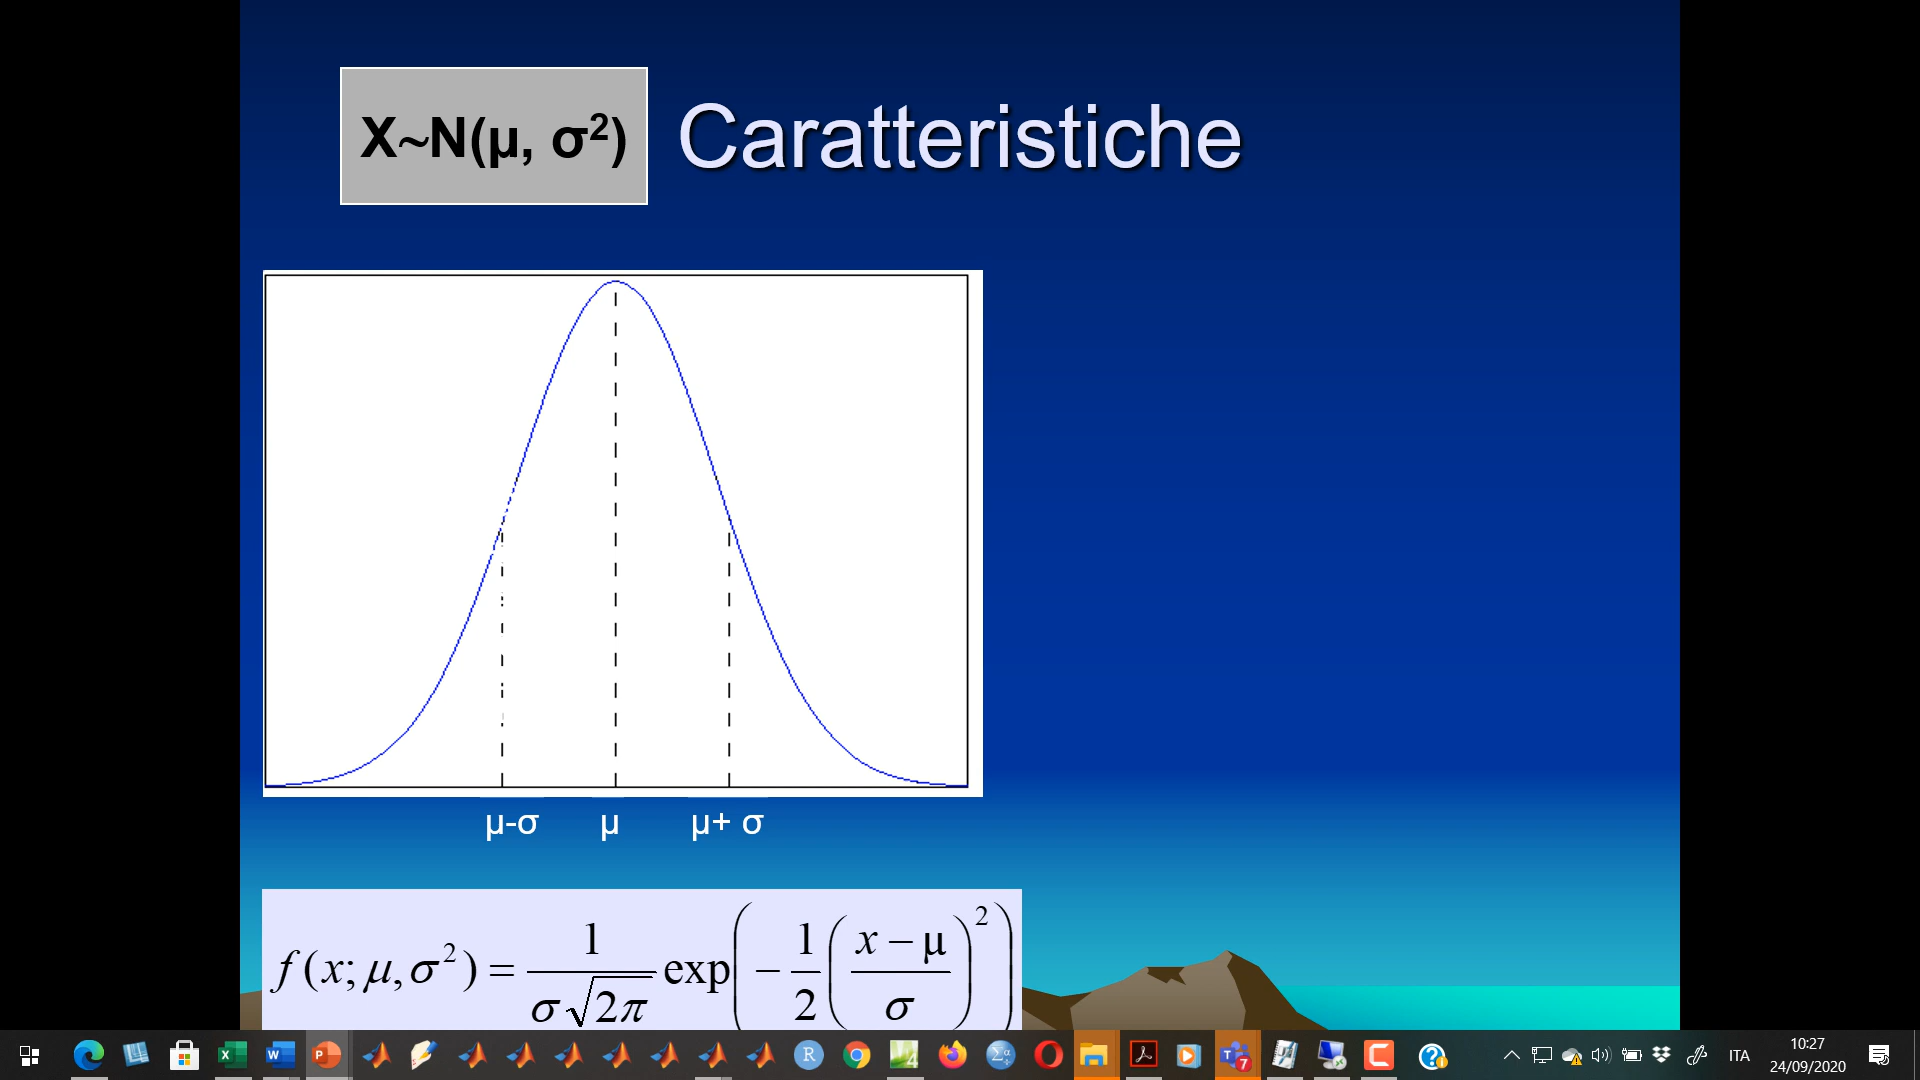 X~N(μ, σ²)
Caratteristiche
μ-σ μ μ+ σ
f(x; μ, σ²) = 1/(σ√2π) exp(− 1/2 ((x − μ)/σ)²)
ITA
10:27
24/09/2020